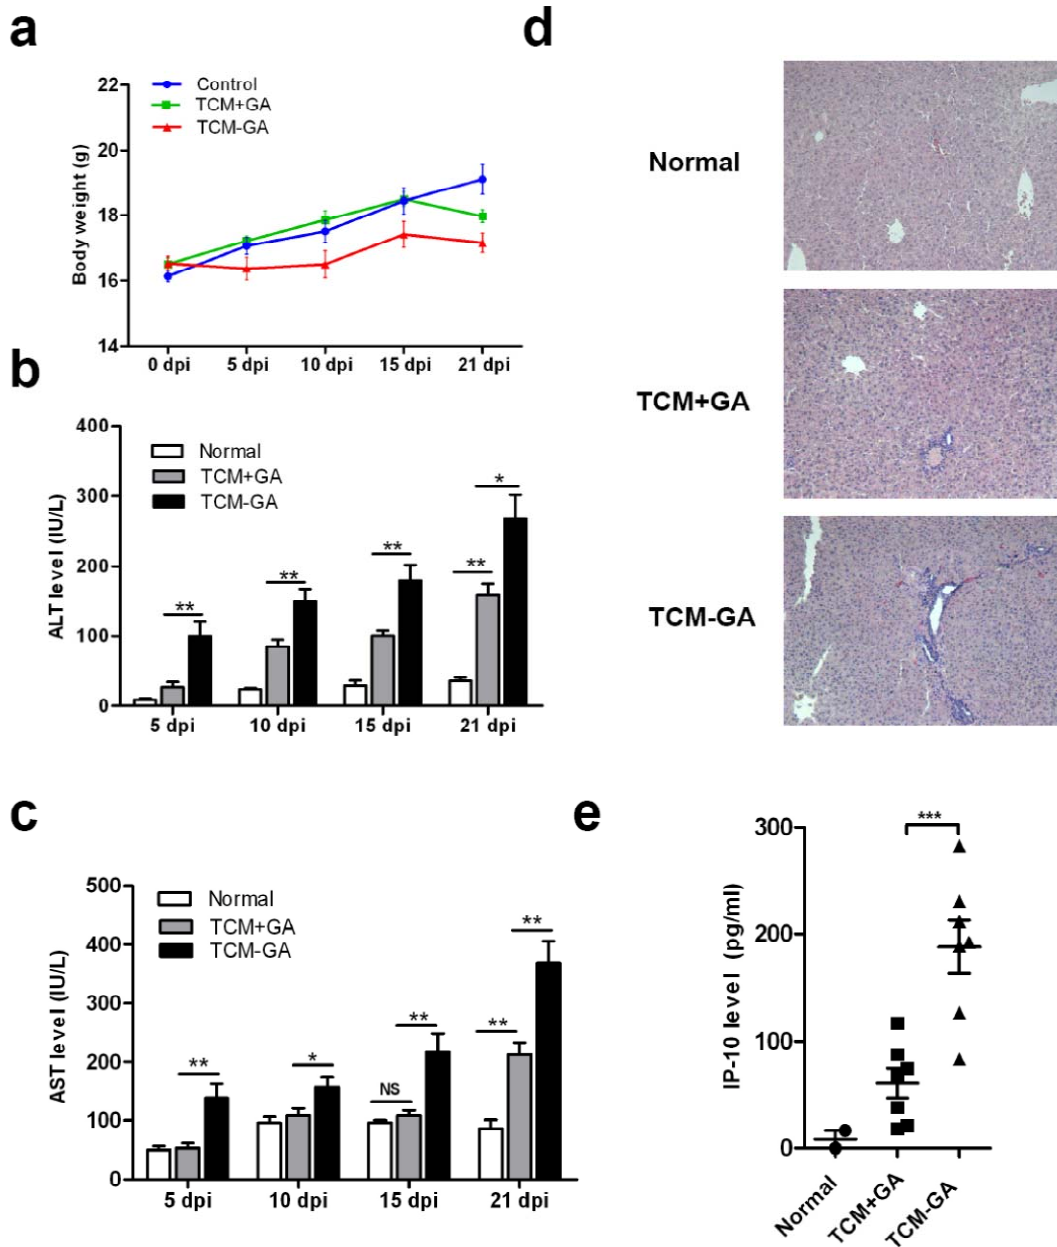 a
Control
TCM+GA
TCM-GA
Body weight (g)
22
20
18
16
14
0 dpi 5 dpi 10 dpi 15 dpi 21 dpi
b
Normal
TCM+GA
TCM-GA
ALT level (IU/L)
400
300
200
100
0
** ** ** ** *
5 dpi 10 dpi 15 dpi 21 dpi
c
Normal
TCM+GA
TCM-GA
AST level (IU/L)
500
400
300
200
100
0
** * NS ** ** **
5 dpi 10 dpi 15 dpi 21 dpi
d
Normal
TCM+GA
TCM-GA
e
IP-10 level (pg/ml)
300
200
100
0
***
Normal TCM+GA TCM-GA